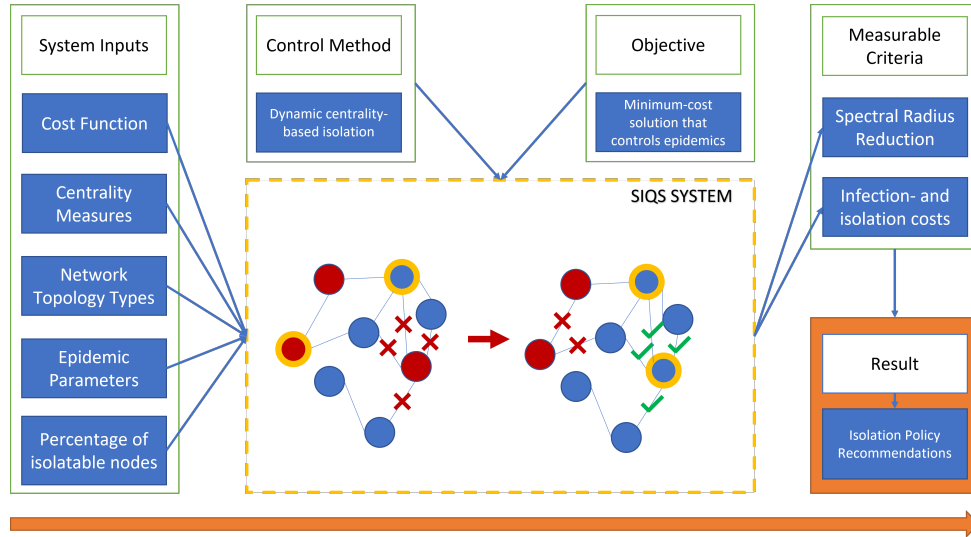 System Inputs
Cost Function
Centrality
Measures
Network
Topology Types
Epidemic
Parameters
Percentage of
isolatable nodes
Control Method
Dynamic centrality-
based isolation
Objective
Minimum-cost
solution that
controls epidemics
SIQS SYSTEM
Measurable
Criteria
Spectral Radius
Reduction
Infection- and
isolation costs
Result
Isolation Policy
Recommendations